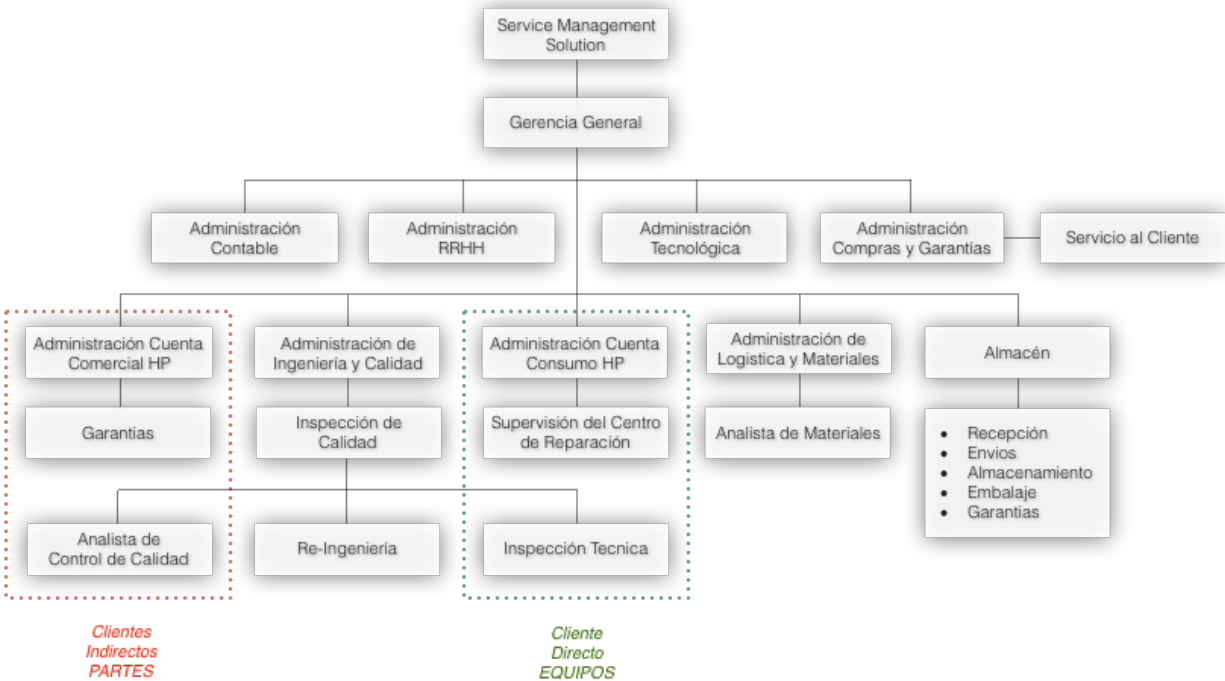 Service Management
Solution
Gerencia General
Administración
Contable
Administración
RRHH
Administración
Tecnológica
Administración
Compras y Garantías
Servicio al Cliente
Administración Cuenta
Comercial HP
Administración de
Ingeniería y Calidad
Administración Cuenta
Consumo HP
Administración de
Logistica y Materiales
Almacén
Garantias
Inspección de
Calidad
Supervisión del Centro
de Reparación
Analista de Materiales
• Recepción
• Envios
• Almacenamiento
• Embalaje
• Garantias
Analista de
Control de Calidad
Re-Ingeniería
Inspección Tecnica
Clientes
Indirectos
PARTES
Cliente
Directo
EQUIPOS